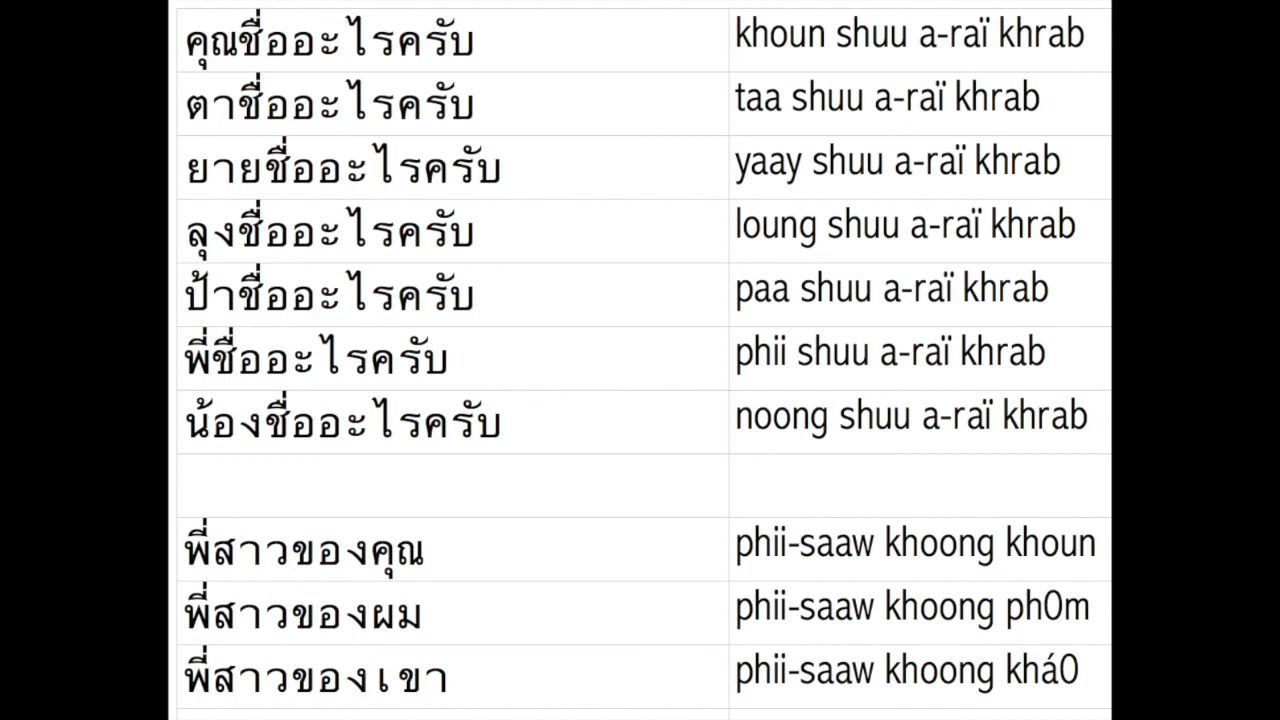 คุณชื่ออะไรครับ khoun shuu a-raï khrab
ตาชื่ออะไรครับ taa shuu a-raï khrab
ยายชื่ออะไรครับ yaay shuu a-raï khrab
ลุงชื่ออะไรครับ loung shuu a-raï khrab
ป้าชื่ออะไรครับ paa shuu a-raï khrab
พี่ชื่ออะไรครับ phii shuu a-raï khrab
น้องชื่ออะไรครับ noong shuu a-raï khrab
พี่สาวของคุณ phii-saaw khoong khoun
พี่สาวของผม phii-saaw khoong ph0m
พี่สาวของเขา phii-saaw khoong khá0